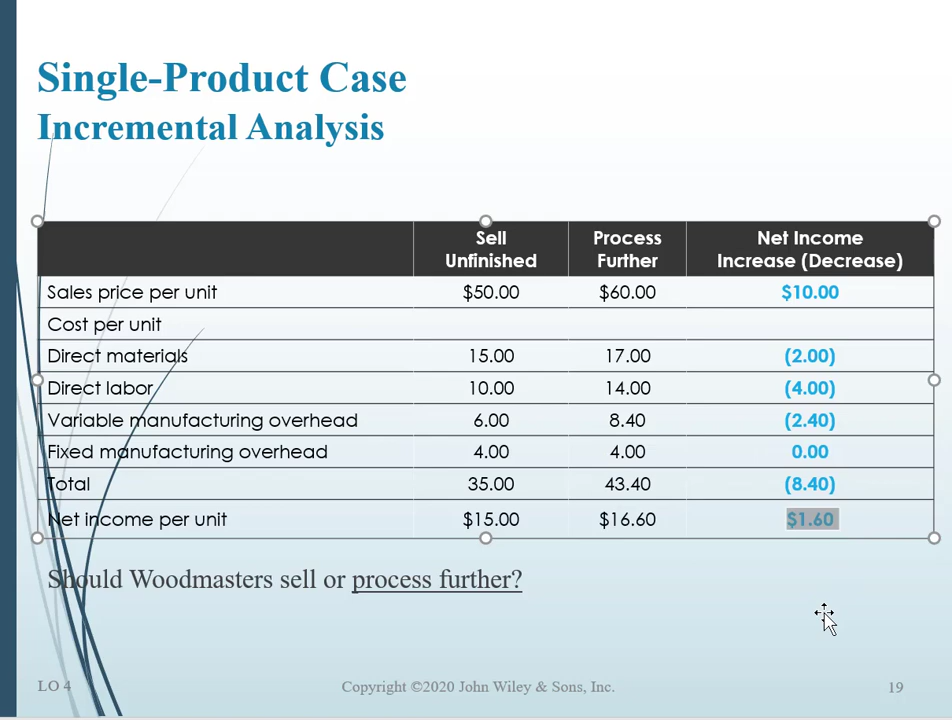 Single-Product Case
Incremental Analysis
Sell Unfinished Process Further Net Income Increase (Decrease)
Sales price per unit $50.00 $60.00 $10.00
Cost per unit
Direct materials 15.00 17.00 (2.00)
Direct labor 10.00 14.00 (4.00)
Variable manufacturing overhead 6.00 8.40 (2.40)
Fixed manufacturing overhead 4.00 4.00 0.00
Total 35.00 43.40 (8.40)
Net income per unit $15.00 $16.60 $1.60
Should Woodmasters sell or process further?
LO 4 Copyright ©2020 John Wiley & Sons, Inc. 19